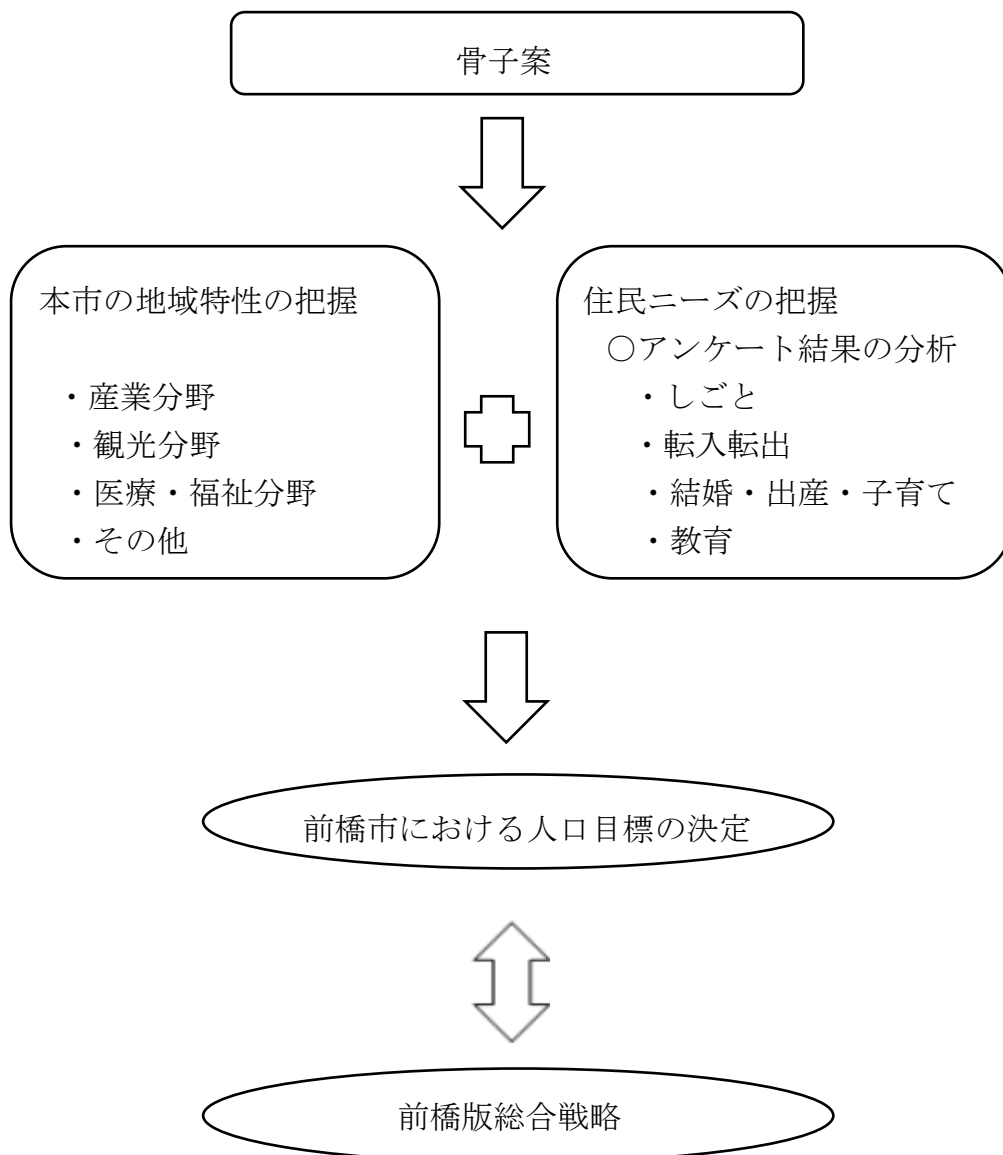 骨子案
本市の地域特性の把握
・産業分野
・観光分野
・医療・福祉分野
・その他
住民ニーズの把握
○アンケート結果の分析
・しごと
・転入転出
・結婚・出産・子育て
・教育
前橋市における人口目標の決定
前橋版総合戦略